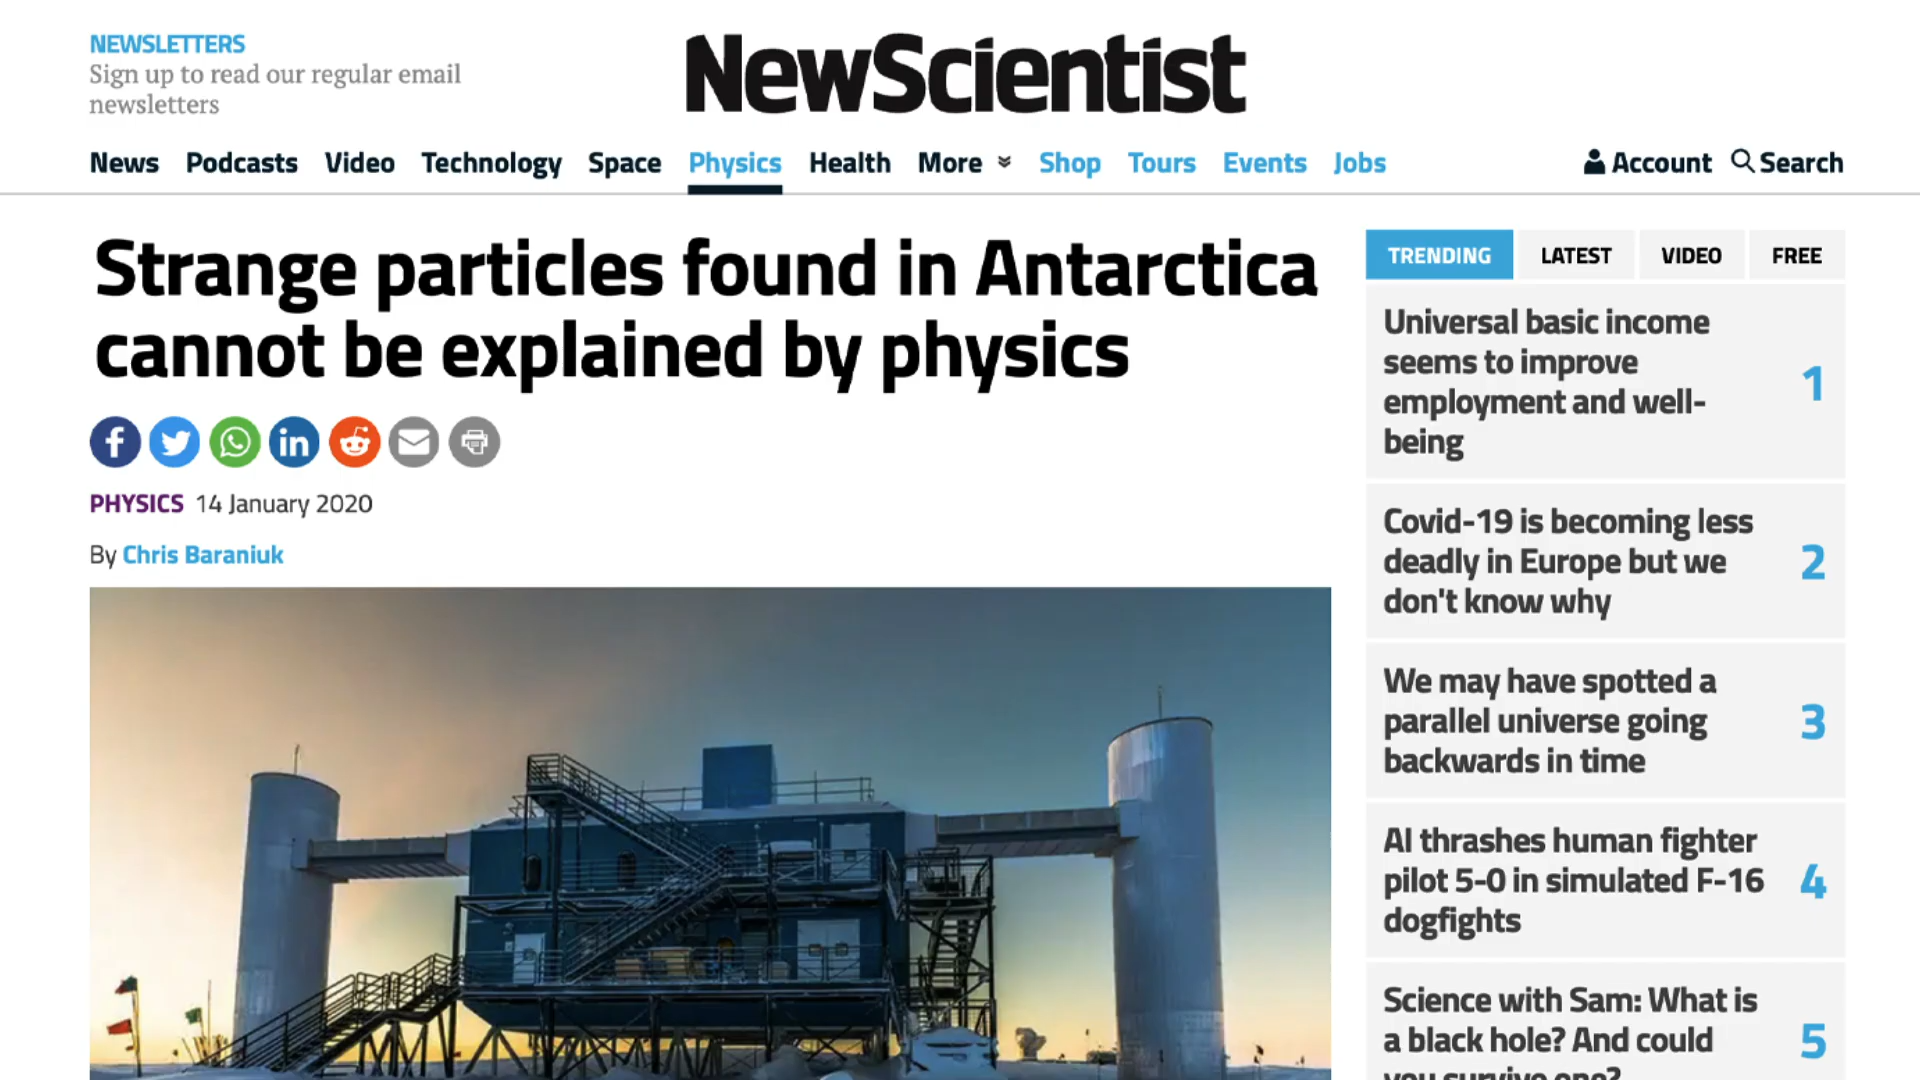 NEWSLETTERS
Sign up to read our regular email
newsletters
NewScientist
News Podcasts Video Technology Space Physics Health More Shop Tours Events Jobs Account Search
Strange particles found in Antarctica
cannot be explained by physics
PHYSICS 14 January 2020
By Chris Baraniuk
TRENDING LATEST VIDEO FREE
Universal basic income
seems to improve
employment and well-
being
1
Covid-19 is becoming less
deadly in Europe but we
don't know why
2
We may have spotted a
parallel universe going
backwards in time
3
AI thrashes human fighter
pilot 5-0 in simulated F-16
dogfights
4
Science with Sam: What is
a black hole? And could
you survive one?
5